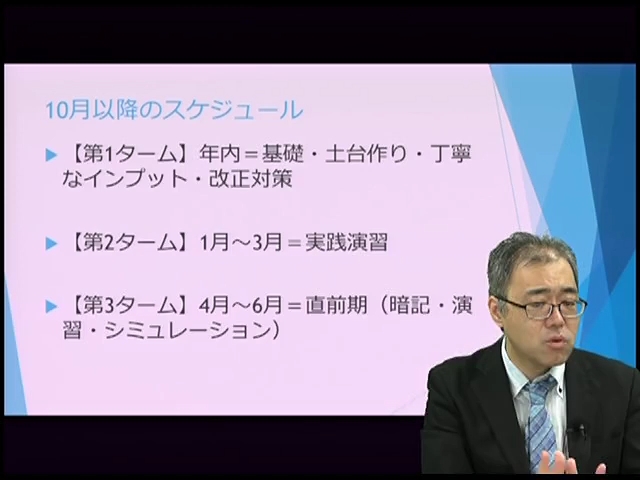 10月以降のスケジュール
【第1ターム】年内＝基礎・土台作り・丁寧
なインプット・改正対策
【第2ターム】1月～3月＝実践演習
【第3ターム】4月～6月＝直前期（暗記・演
習・シミュレーション）